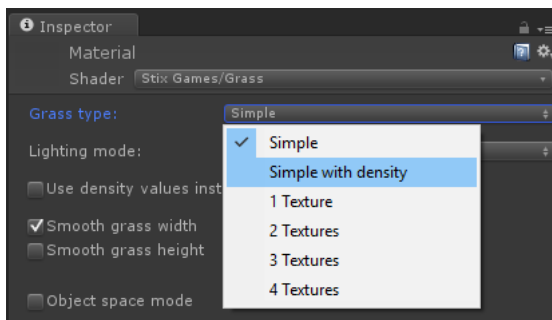 Inspector
Material
Shader Stix Games/Grass
Grass type: Simple
Simple
Simple with density
Lighting mode:
1 Texture
Use density values inst
2 Textures
Smooth grass width
3 Textures
Smooth grass height
4 Textures
Object space mode